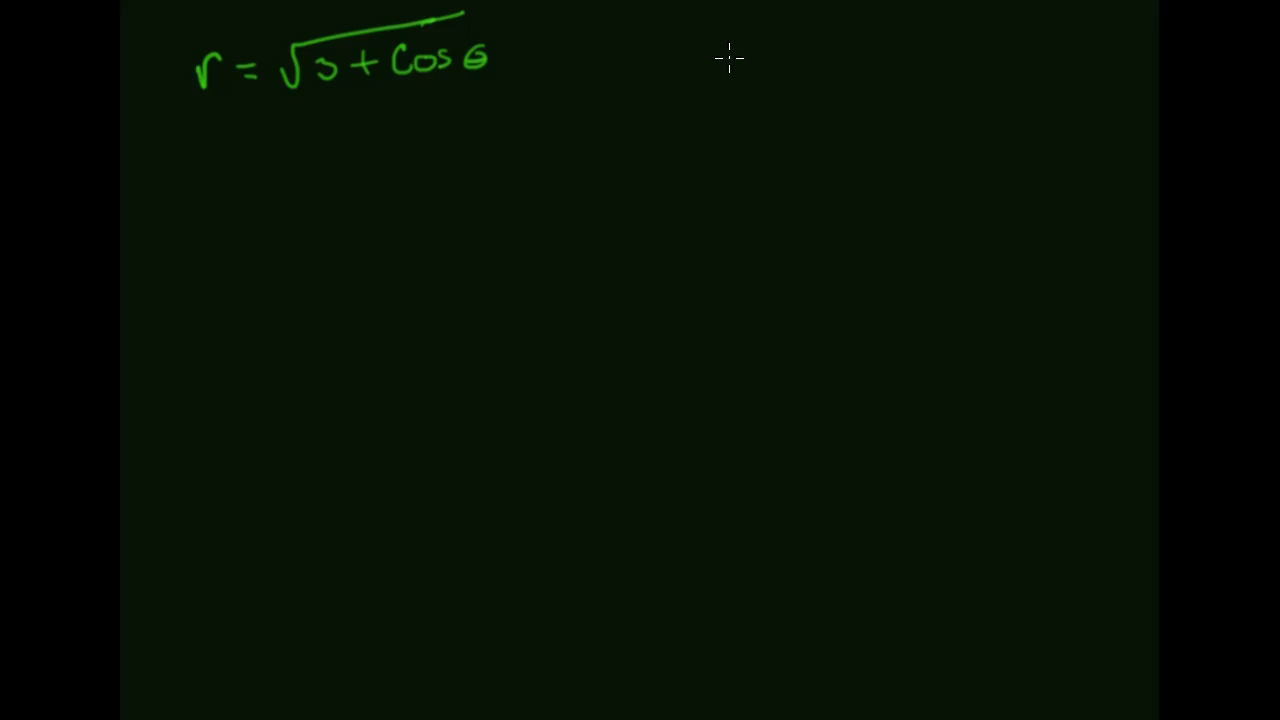 r = √3 + Cos θ